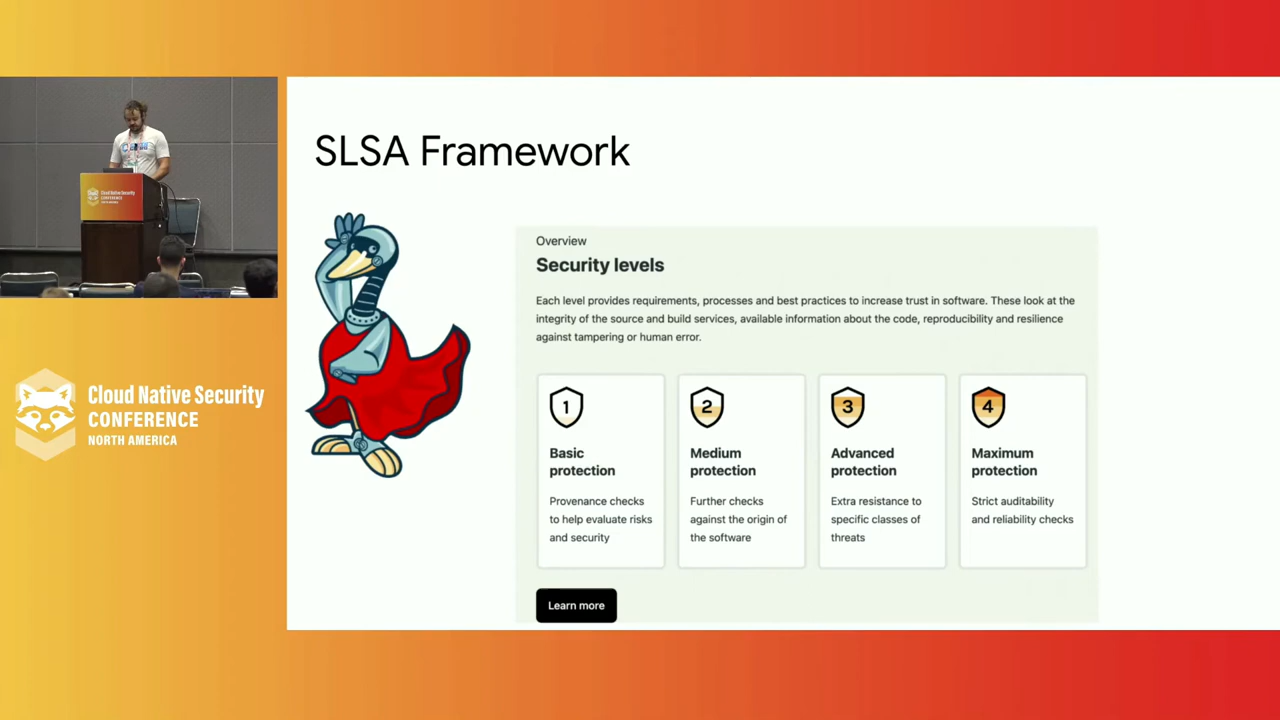 SLSA Framework
Overview
Security levels
Each level provides requirements, processes and best practices to increase trust in software. These look at the
integrity of the source and build services, available information about the code, reproducibility and resilience
against tampering or human error.
1
Basic
protection
Provenance checks
to help evaluate risks
and security
2
Medium
protection
Further checks
against the origin of
the software
3
Advanced
protection
Extra resistance to
specific classes of
threats
4
Maximum
protection
Strict auditability
and reliability checks
Learn more
Cloud Native Security
CONFERENCE
NORTH AMERICA
Cloud Native Security
CONFERENCE